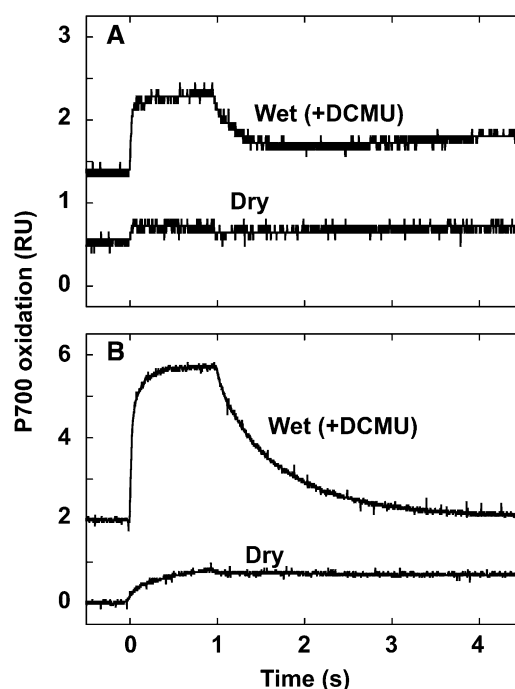 A
3
Wet (+DCMU)
2
Dry
1
0
P700 oxidation (RU)
B
6
Wet (+DCMU)
4
2
Dry
0
0 1 2 3 4
Time (s)